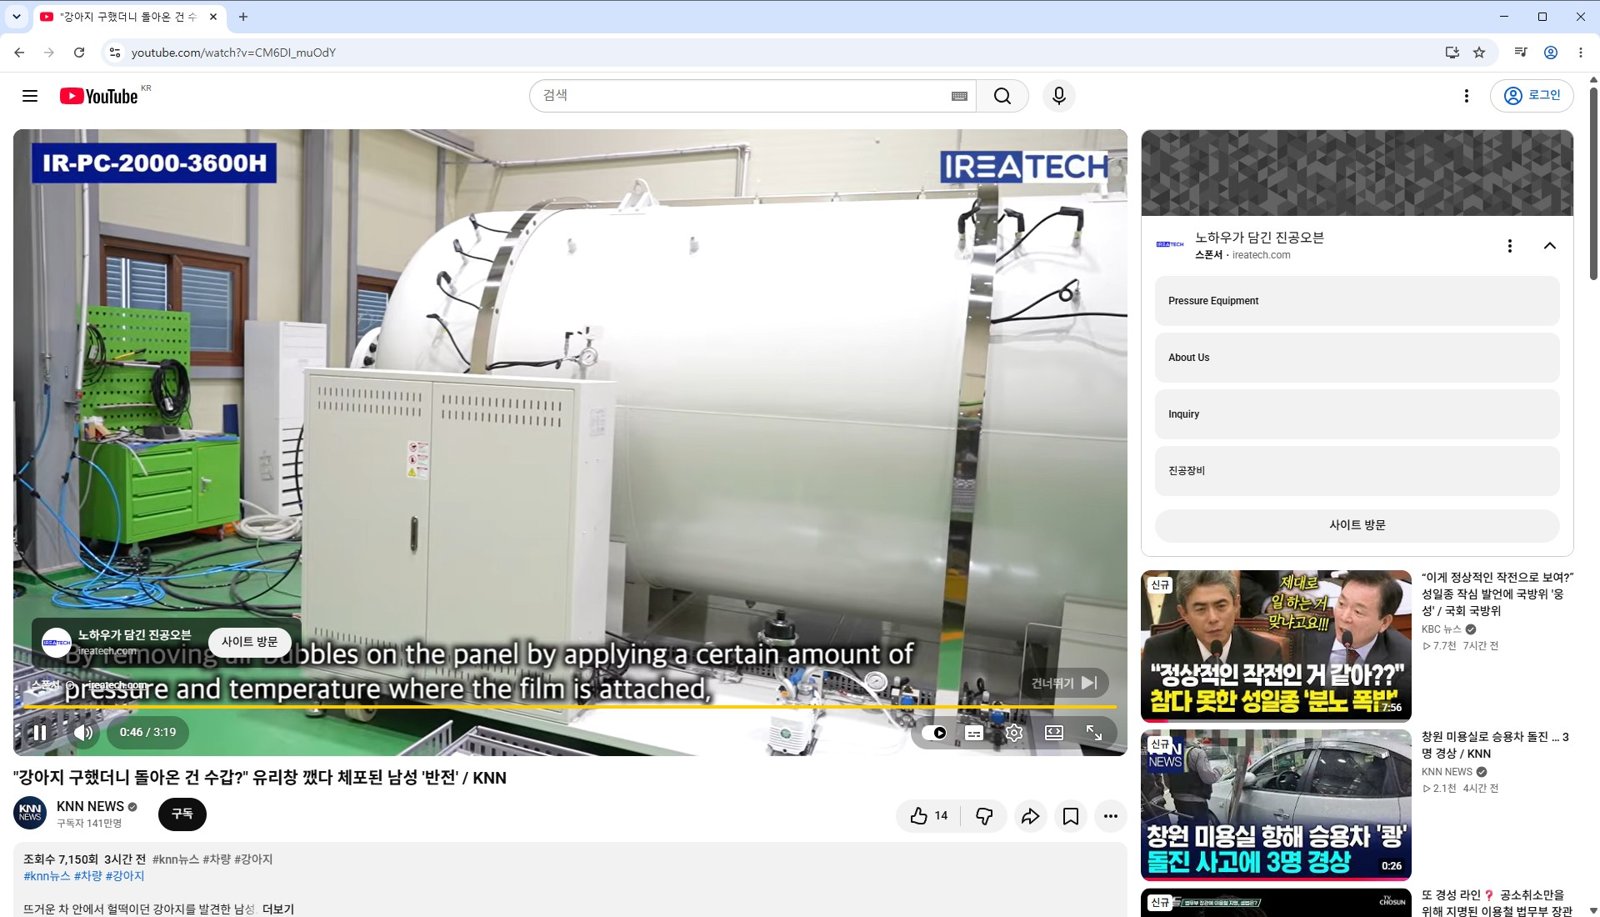 "강아지 구했더니 돌아온 건 수
youtube.com/watch?v=CM6DI_muOdY
YouTube KR
검색
로그인
IR-PC-2000-3600H
IREATECH
노하우가 담긴 진공오븐
사이트 방문
ireatech.com
By removing air bubbles on the panel by applying a certain amount of
pressure and temperature where the film is attached,
스폰서 · ireatech.com
건너뛰기
0:46 / 3:19
"강아지 구했더니 돌아온 건 수갑?" 유리창 깼다 체포된 남성 '반전' / KNN
KNN NEWS
KNN NEWS
구독자 141만명
구독
14
조회수 7,150회 3시간 전 #knn뉴스 #차량 #강아지
#knn뉴스 #차량 #강아지
뜨거운 차 안에서 헐떡이던 강아지를 발견한 남성. 더보기
IREATECH
노하우가 담긴 진공오븐
스폰서 · ireatech.com
Pressure Equipment
About Us
Inquiry
진공장비
사이트 방문
신규
제대로
일 하는 거
맞냐고요!!!
"정상적인 작전인 거 같아??"
참다 못한 성일종 '분노 폭발'
7:56
"이게 정상적인 작전으로 보여?"
성일종 작심 발언에 국방위 '웅
성' / 국회 국방위
KBC 뉴스
7.7천 7시간 전
신규
KNN
NEWS
창원 미용실 향해 승용차 '쾅'
돌진 사고에 3명 경상
0:26
창원 미용실로 승용차 돌진 … 3
명 경상 / KNN
KNN NEWS
2.1천 4시간 전
신규
TV CHOSUN
또 경성 라인❓ 공소취소만을
위해 지명된 이용철 법무부 장관